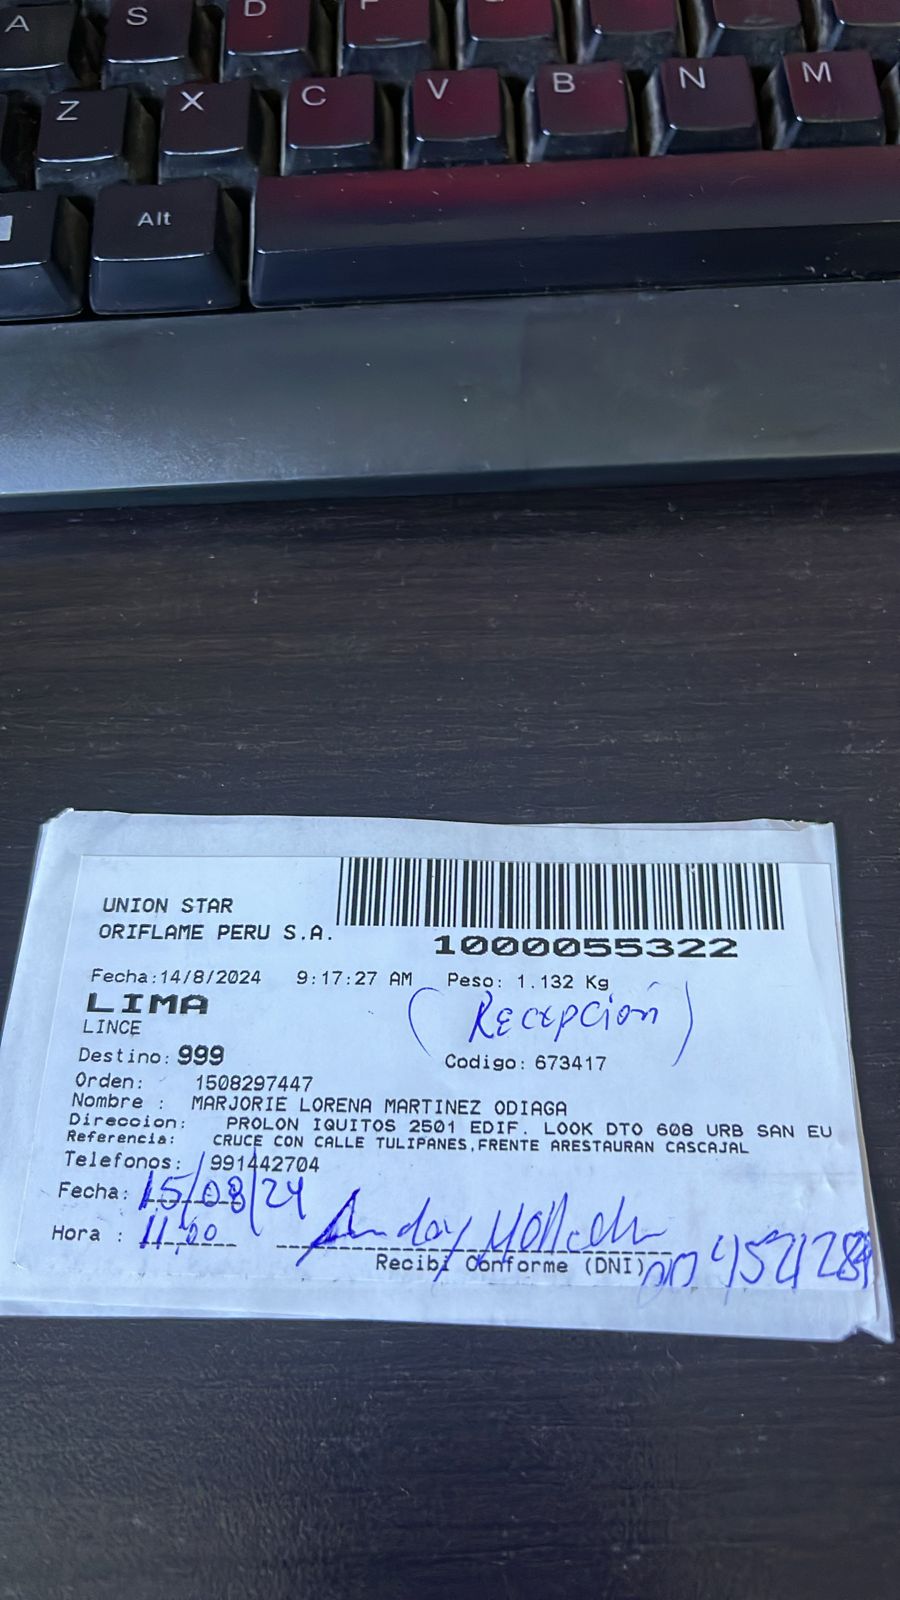 A S D
Z X C V B N M
Alt
UNION STAR
ORIFLAME PERU S.A.
1000055322
Fecha:14/8/2024 9:17:27 AM Peso: 1.132 Kg
LIMA
(Recepción)
LINCE
Destino: 999 Codigo: 673417
Orden: 1508297447
Nombre : MARJORIE LORENA MARTINEZ ODIAGA
Direccion: PROLON IQUITOS 2501 EDIF. LOOK DTO 608 URB SAN EU
Referencia: CRUCE CON CALLE TULIPANES,FRENTE ARESTAURAN CASCAJAL
Telefonos: 991442704
Fecha: 15/08/24
Hora : 11:00
Recibi Conforme (DNI)